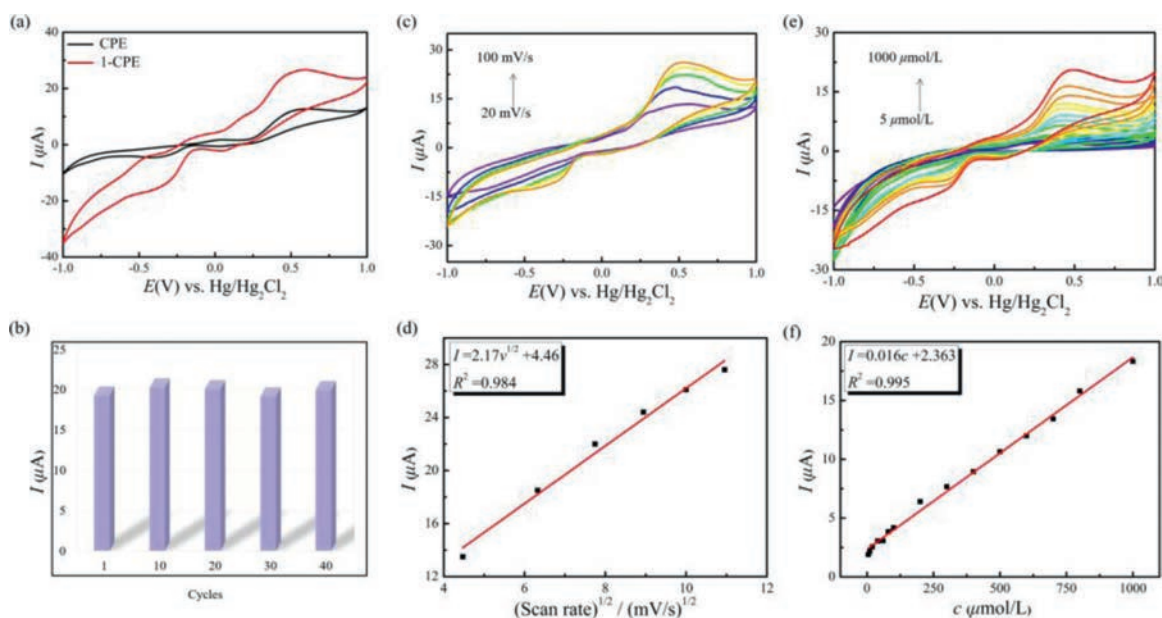 (a)
40
20
0
-20
-40
I (μA)
CPE
1-CPE
-1.0 -0.5 0.0 0.5 1.0
E(V) vs. Hg/Hg₂Cl₂
(c)
30
15
0
-15
-30
I (μA)
100 mV/s
20 mV/s
-1.0 -0.5 0.0 0.5 1.0
E(V) vs. Hg/Hg₂Cl₂
(e)
30
15
0
-15
-30
I (μA)
1000 μmol/L
5 μmol/L
-1.0 -0.5 0.0 0.5 1.0
E(V) vs. Hg/Hg₂Cl₂
(b)
25
20
15
10
5
0
I (μA)
1 10 20 30 40
Cycles
(d)
28
24
20
16
12
I (μA)
I =2.17v¹/² +4.46
R² =0.984
4 6 8 10 12
(Scan rate)¹/² / (mV/s)¹/²
(f)
20
15
10
5
0
I (μA)
I =0.016c +2.363
R² =0.995
0 250 500 750 1000
c μmol/L)